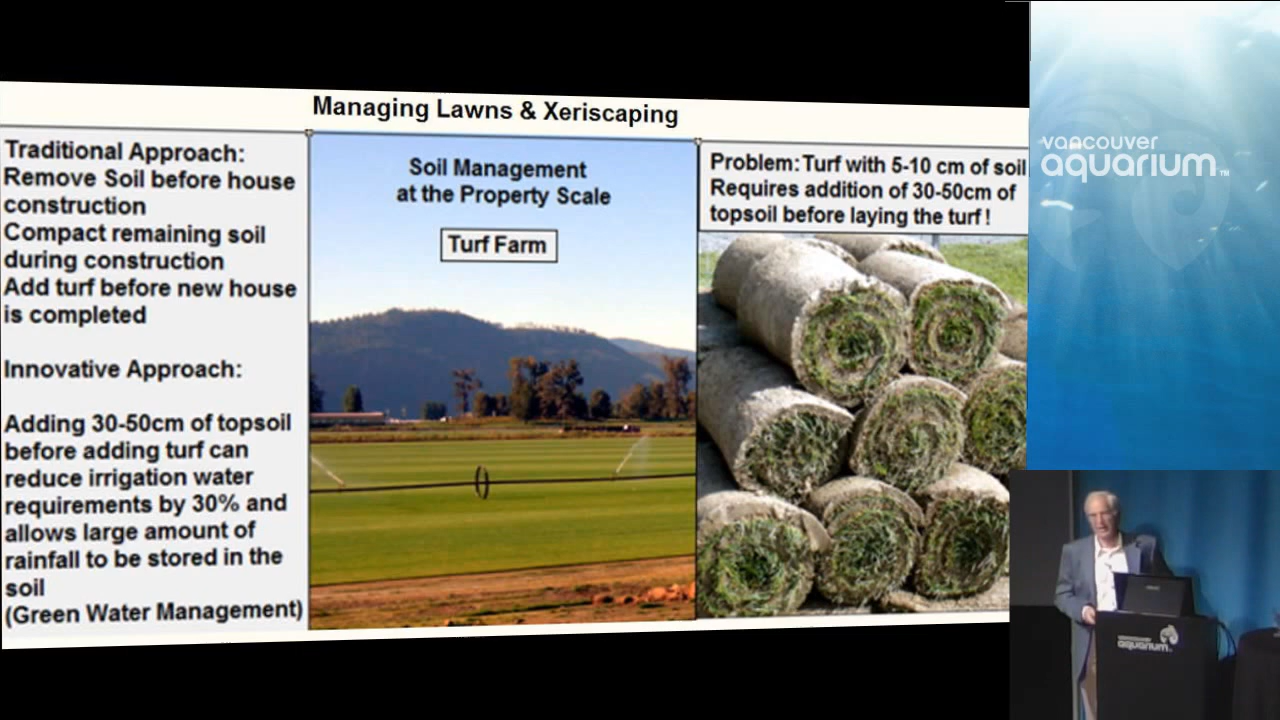 Managing Lawns & Xeriscaping
Traditional Approach:
Remove Soil before house
construction
Compact remaining soil
during construction
Add turf before new house
is completed
Innovative Approach:
Adding 30-50cm of topsoil
before adding turf can
reduce irrigation water
requirements by 30% and
allows large amount of
rainfall to be stored in the
soil
(Green Water Management)
Soil Management
at the Property Scale
Turf Farm
Problem: Turf with 5-10 cm of soil
Requires addition of 30-50cm of
topsoil before laying the turf !
vancouver
aquarium™
vancouver
aquarium